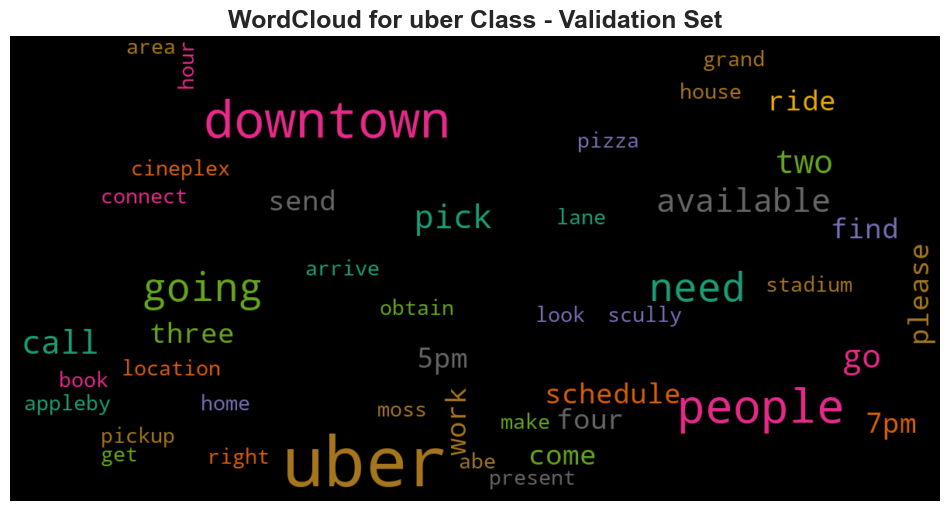 WordCloud for uber Class - Validation Set
area
hour
grand
house
ride
downtown
pizza
two
cineplex
connect
send
available
pick
lane
find
arrive
going
need
stadium
please
obtain
look
scully
call
three
5pm
go
location
book
appleby
home
schedule
people
work
moss
make
four
7pm
pickup
get
right
uber
abe
come
present